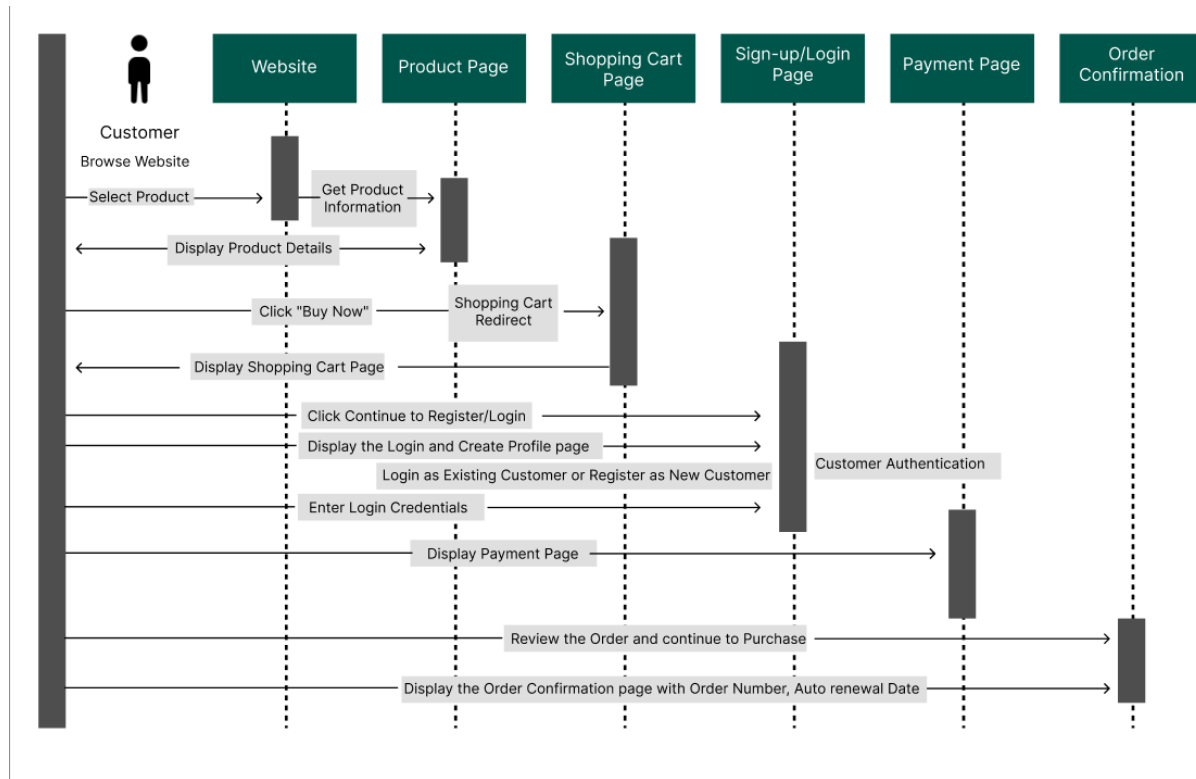 Website
Product Page
Shopping Cart
Page
Sign-up/Login
Page
Payment Page
Order
Confirmation
Customer
Browse Website
Select Product
Get Product
Information
Display Product Details
Click "Buy Now"
Shopping Cart
Redirect
Display Shopping Cart Page
Click Continue to Register/Login
Display the Login and Create Profile page
Customer Authentication
Login as Existing Customer or Register as New Customer
Enter Login Credentials
Display Payment Page
Review the Order and continue to Purchase
Display the Order Confirmation page with Order Number, Auto renewal Date